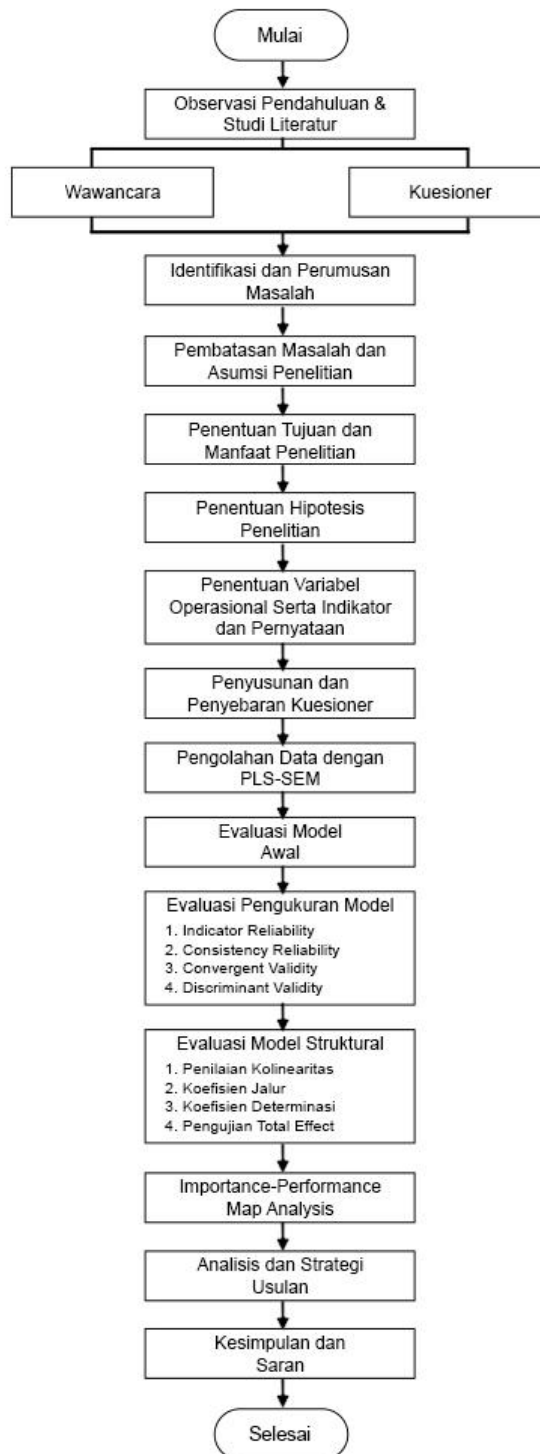 Mulai
Observasi Pendahuluan &
Studi Literatur
Wawancara
Kuesioner
Identifikasi dan Perumusan
Masalah
Pembatasan Masalah dan
Asumsi Penelitian
Penentuan Tujuan dan
Manfaat Penelitian
Penentuan Hipotesis
Penelitian
Penentuan Variabel
Operasional Serta Indikator
dan Pernyataan
Penyusunan dan
Penyebaran Kuesioner
Pengolahan Data dengan
PLS-SEM
Evaluasi Model
Awal
Evaluasi Pengukuran Model
1. Indicator Reliability
2. Consistency Reliability
3. Convergent Validity
4. Discriminant Validity
Evaluasi Model Struktural
1. Penilaian Kolinearitas
2. Koefisien Jalur
3. Koefisien Determinasi
4. Pengujian Total Effect
Importance-Performance
Map Analysis
Analisis dan Strategi
Usulan
Kesimpulan dan
Saran
Selesai